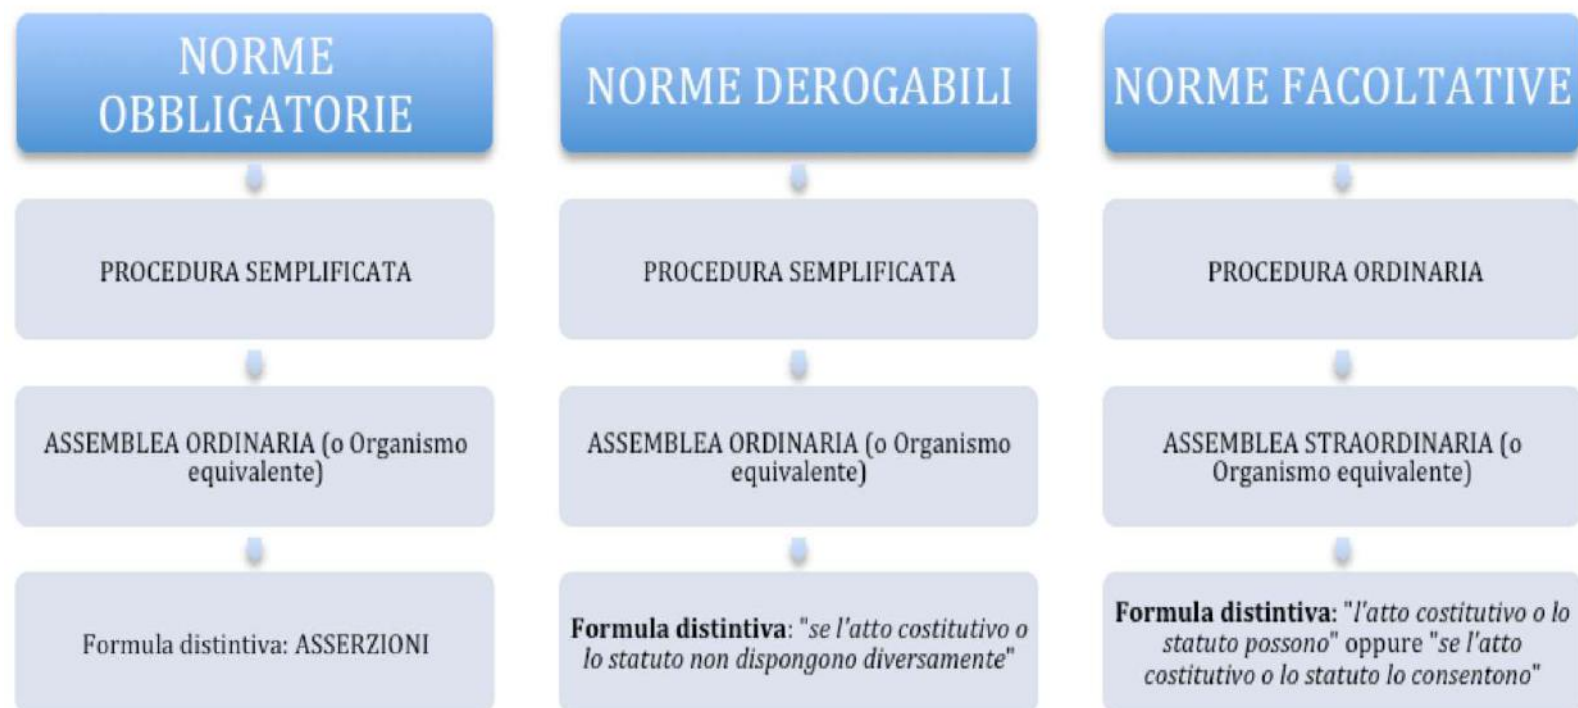 NORME
OBBLIGATORIE
PROCEDURA SEMPLIFICATA
ASSEMBLEA ORDINARIA (o Organismo
equivalente)
Formula distintiva: ASSERZIONI
NORME DEROGABILI
PROCEDURA SEMPLIFICATA
ASSEMBLEA ORDINARIA (o Organismo
equivalente)
Formula distintiva: "se l'atto costitutivo o
lo statuto non dispongono diversamente"
NORME FACOLTATIVE
PROCEDURA ORDINARIA
ASSEMBLEA STRAORDINARIA (o
Organismo equivalente)
Formula distintiva: "l'atto costitutivo o lo
statuto possono" oppure "se l'atto
costitutivo o lo statuto lo consentono"